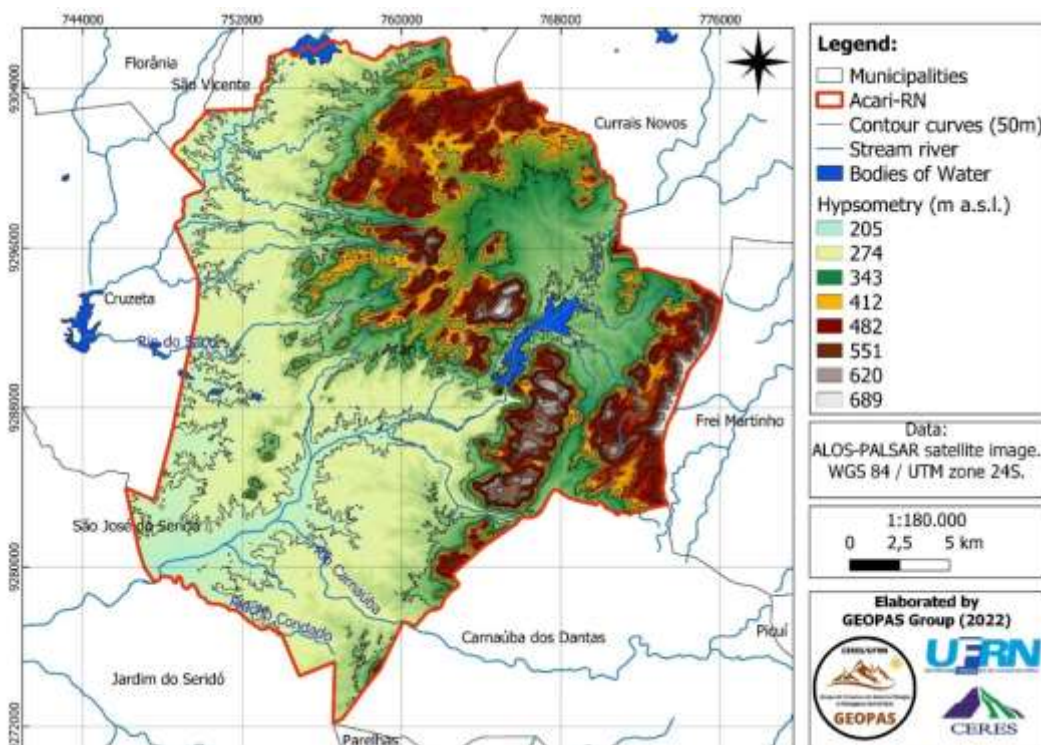 744000
752000
760000
768000
776000
9304000
9296000
9288000
9280000
9272000
Florânia
São Vicente
Currais Novos
Cruzeta
Rio do Saco
Frei Martinho
São José do Seridó
Rio Carnaúba
Riacho Condado
Carnaúba dos Dantas
Picuí
Jardim do Seridó
Parelhas
Legend:
Municipalities
Acari-RN
Contour curves (50m)
Stream river
Bodies of Water
Hypsometry (m a.s.l.)
205
274
343
412
482
551
620
689
Data:
ALOS-PALSAR satellite image.
WGS 84 / UTM zone 24S.
1:180.000
0 2,5 5 km
Elaborated by
GEOPAS Group (2022)
CERES/UFRN
GEOPAS
UFRN
CERES